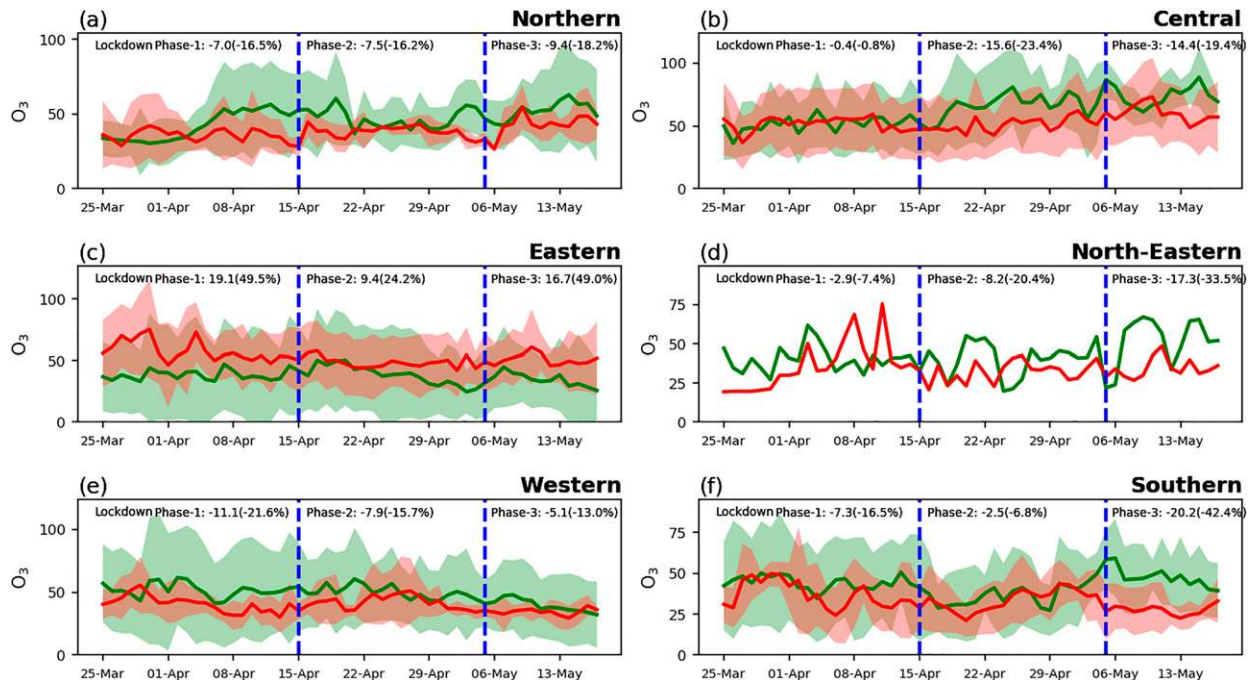 (a) Northern
Lockdown Phase-1: -7.0(-16.5%) Phase-2: -7.5(-16.2%) Phase-3: -9.4(-18.2%)
100
50
0
O3
25-Mar 01-Apr 08-Apr 15-Apr 22-Apr 29-Apr 06-May 13-May
(b) Central
Lockdown Phase-1: -0.4(-0.8%) Phase-2: -15.6(-23.4%) Phase-3: -14.4(-19.4%)
100
50
0
O3
25-Mar 01-Apr 08-Apr 15-Apr 22-Apr 29-Apr 06-May 13-May
(c) Eastern
Lockdown Phase-1: 19.1(49.5%) Phase-2: 9.4(24.2%) Phase-3: 16.7(49.0%)
100
50
0
O3
25-Mar 01-Apr 08-Apr 15-Apr 22-Apr 29-Apr 06-May 13-May
(d) North-Eastern
Lockdown Phase-1: -2.9(-7.4%) Phase-2: -8.2(-20.4%) Phase-3: -17.3(-33.5%)
75
50
25
0
O3
25-Mar 01-Apr 08-Apr 15-Apr 22-Apr 29-Apr 06-May 13-May
(e) Western
Lockdown Phase-1: -11.1(-21.6%) Phase-2: -7.9(-15.7%) Phase-3: -5.1(-13.0%)
100
50
0
O3
25-Mar 01-Apr 08-Apr 15-Apr 22-Apr 29-Apr 06-May 13-May
(f) Southern
Lockdown Phase-1: -7.3(-16.5%) Phase-2: -2.5(-6.8%) Phase-3: -20.2(-42.4%)
75
50
25
0
O3
25-Mar 01-Apr 08-Apr 15-Apr 22-Apr 29-Apr 06-May 13-May